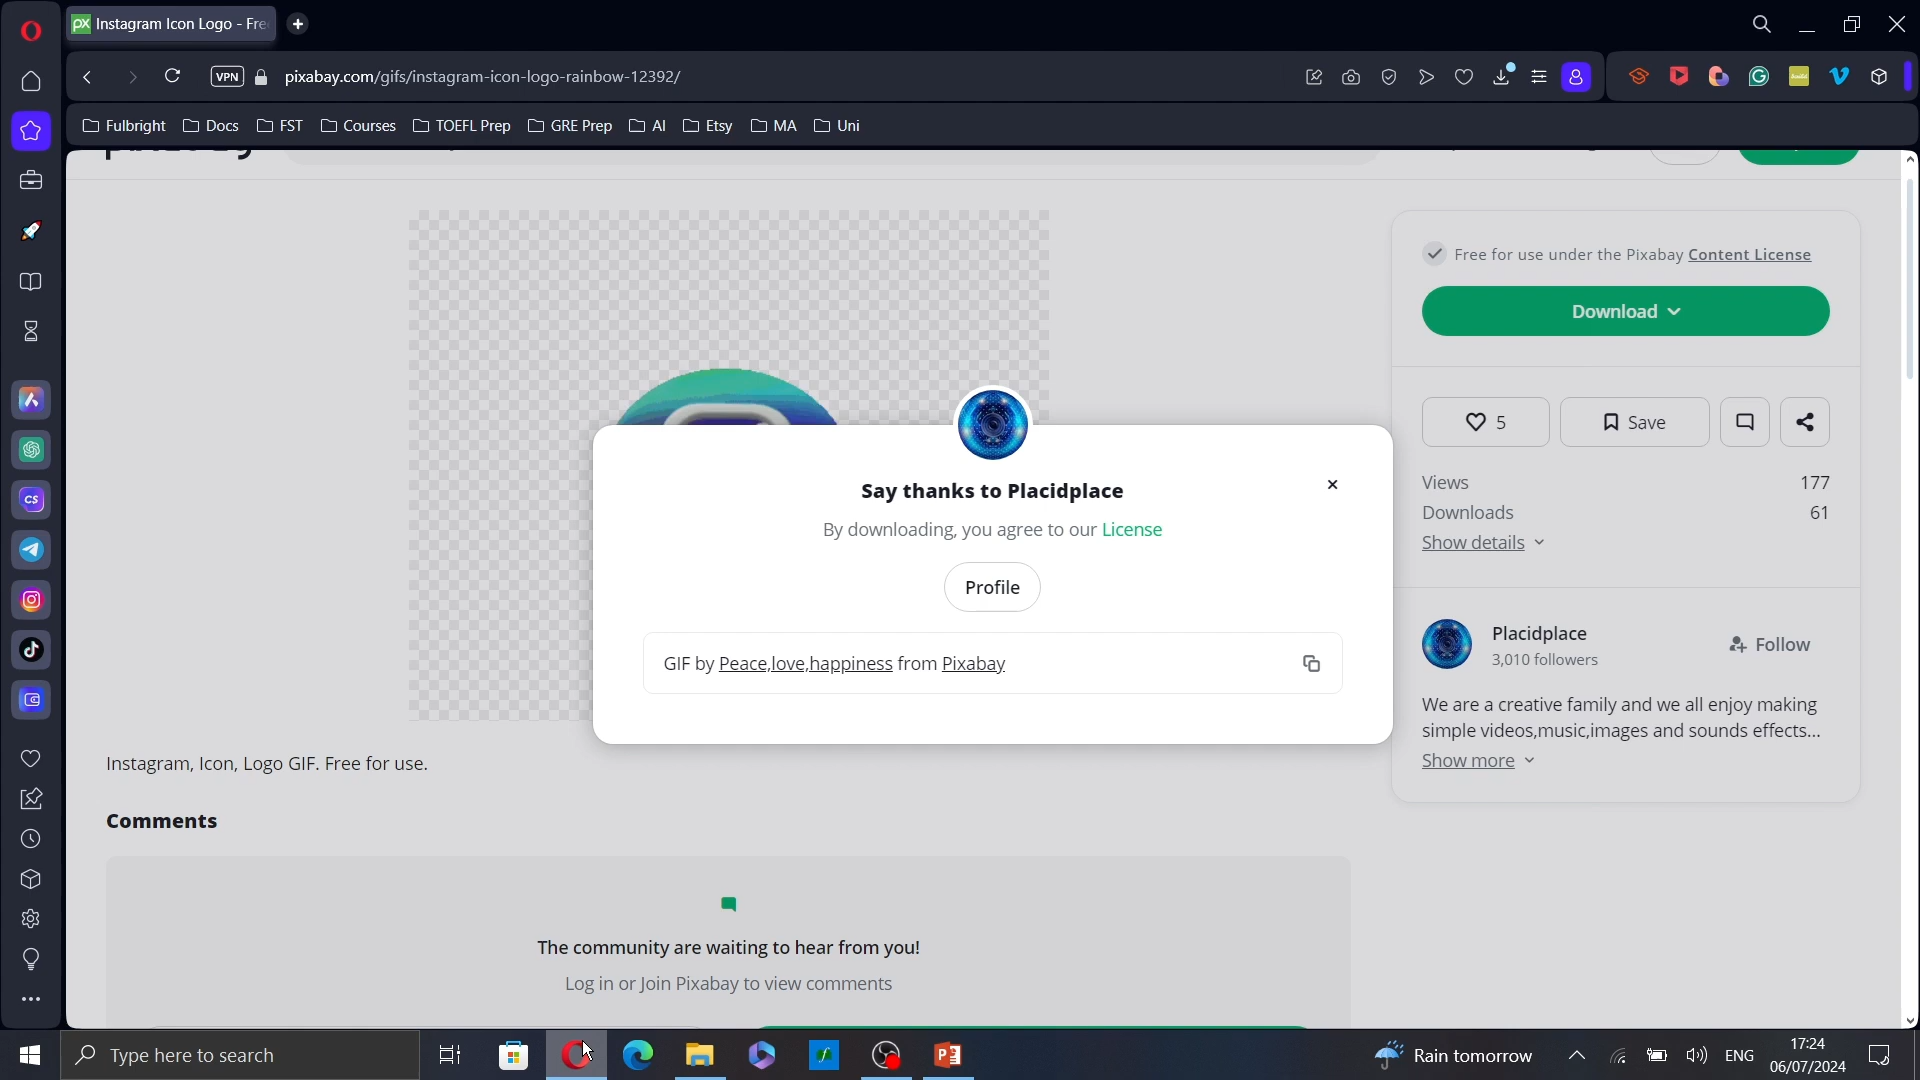 px Instagram Icon Logo - Fre
VPN pixabay.com/gifs/instagram-icon-logo-rainbow-12392/
Fulbright Docs FST Courses TOEFL Prep GRE Prep AI Etsy MA Uni
Free for use under the Pixabay Content License
Download
5 Save
Views 177
Downloads 61
Show details
Say thanks to Placidplace
By downloading, you agree to our License
Profile
GIF by Peace,love,happiness from Pixabay
Placidplace
3,010 followers
Follow
We are a creative family and we all enjoy making
simple videos,music,images and sounds effects...
Show more
Instagram, Icon, Logo GIF. Free for use.
Comments
The community are waiting to hear from you!
Log in or Join Pixabay to view comments
CS
Type here to search
Rain tomorrow
ENG
17:24
06/07/2024